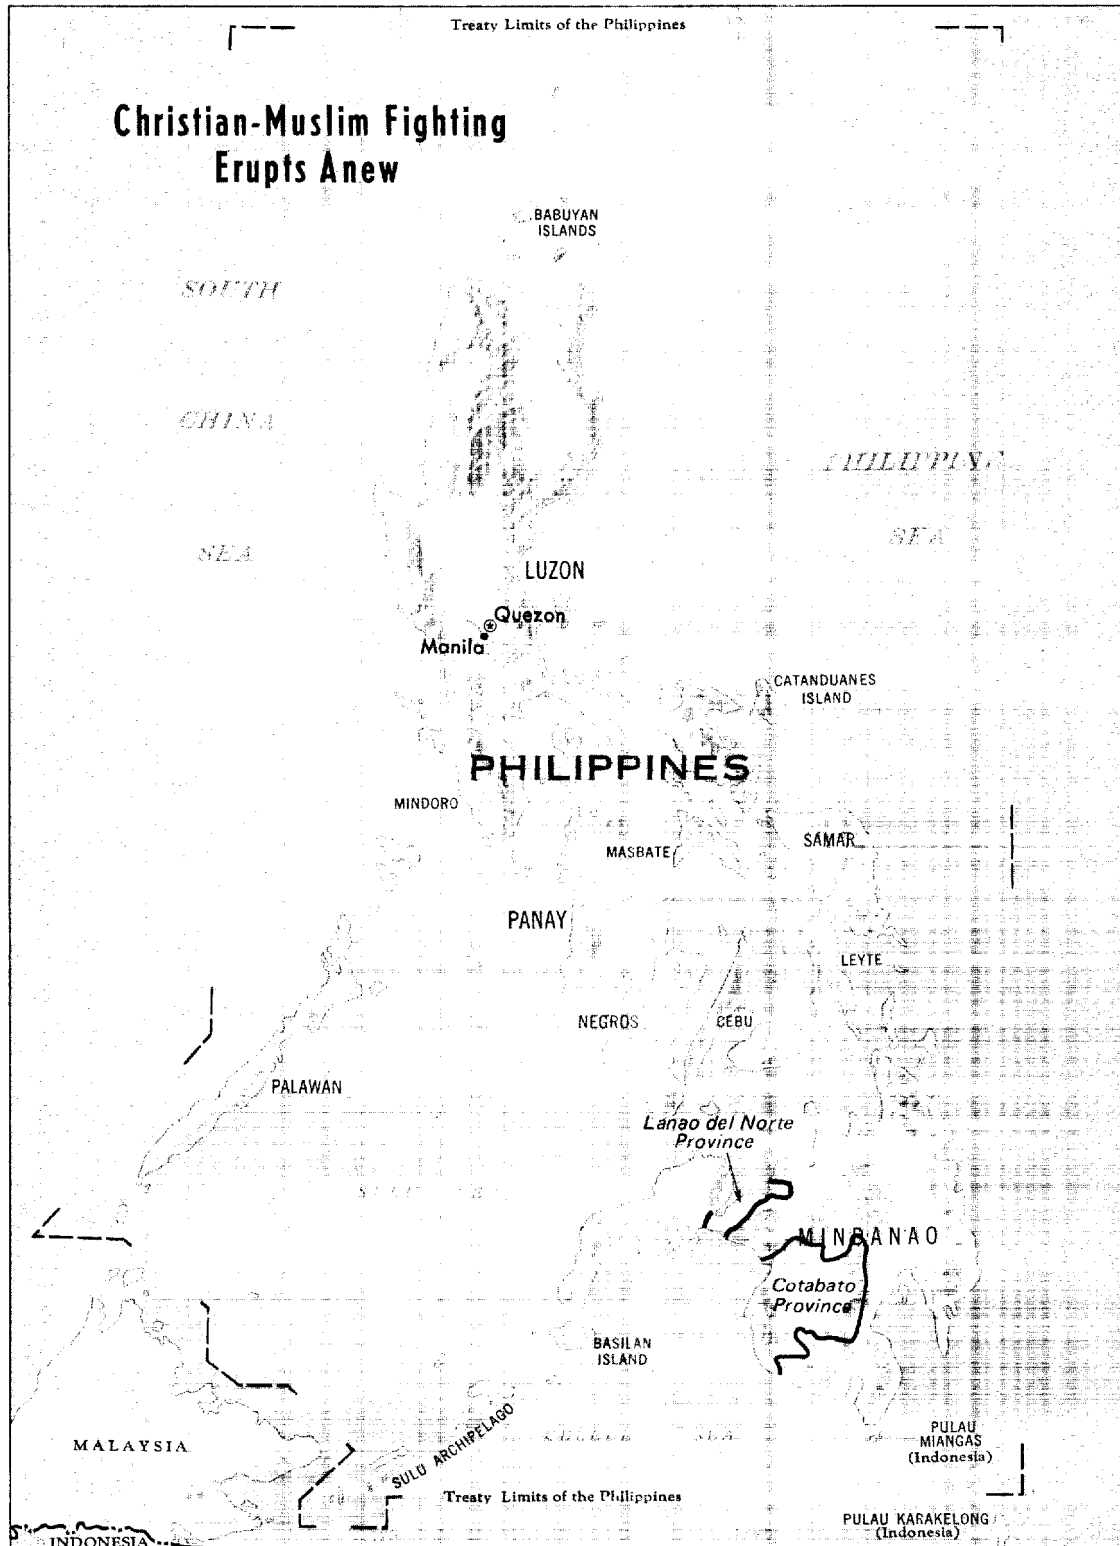 Treaty Limits of the Philippines
Christian-Muslim Fighting
Erupts Anew
BABUYAN
ISLANDS
SOUTH
CHINA
SEA
PHILIPPINE
SEA
LUZON
Quezon
Manila
CATANDUANES
ISLAND
PHILIPPINES
MINDORO
MASBATE
SAMAR
PANAY
LEYTE
NEGROS
CEBU
PALAWAN
Lanao del Norte
Province
MINDANAO
Cotabato
Province
BASILAN
ISLAND
SEA
MALAYSIA
SULU ARCHIPELAGO
PULAU
MIANGAS
(Indonesia)
Treaty Limits of the Philippines
PULAU KARAKELONG
(Indonesia)
INDONESIA